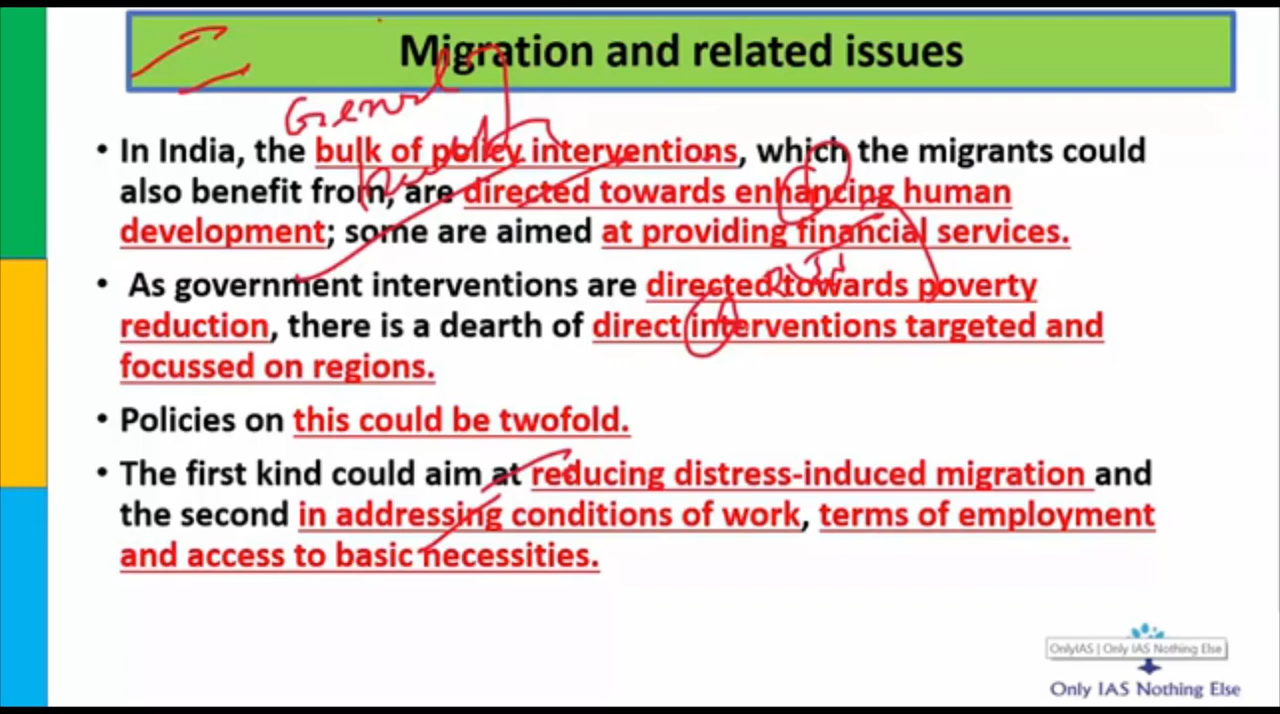 Migration and related issues
General
• In India, the bulk of policy interventions, which the migrants could
also benefit from, are directed towards enhancing human
development; some are aimed at providing financial services.
• As government interventions are directed towards poverty
reduction, there is a dearth of direct interventions targeted and
focussed on regions.
• Policies on this could be twofold.
• The first kind could aim at reducing distress-induced migration and
the second in addressing conditions of work, terms of employment
and access to basic necessities.
OnlyIAS | Only IAS Nothing Else
Only IAS Nothing Else